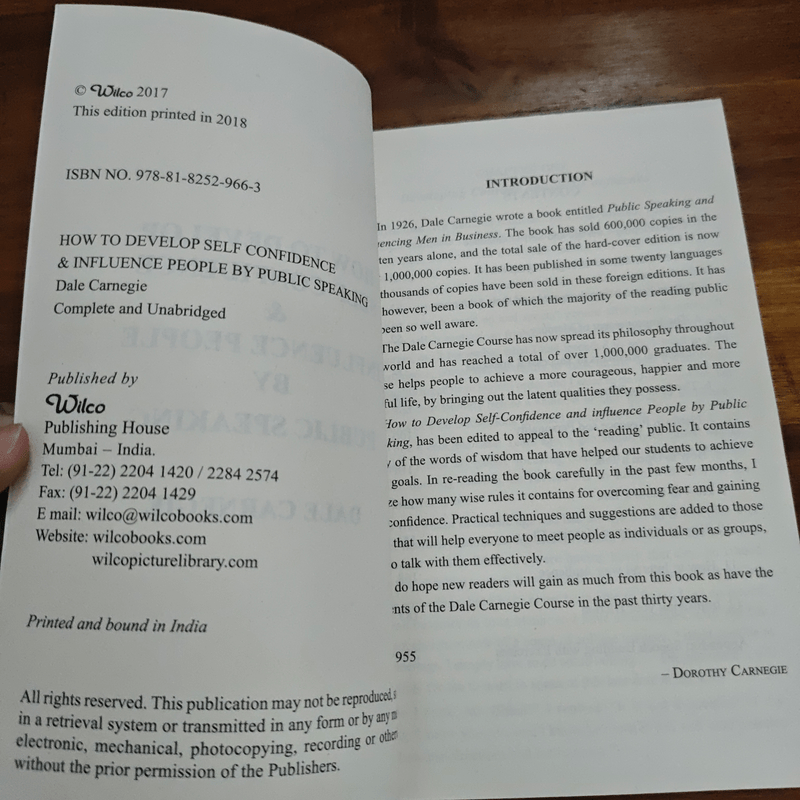 © Wilco 2017
This edition printed in 2018
ISBN NO. 978-81-8252-966-3
HOW TO DEVELOP SELF CONFIDENCE
& INFLUENCE PEOPLE BY PUBLIC SPEAKING
Dale Carnegie
Complete and Unabridged
Published by
Wilco
Publishing House
Mumbai – India.
Tel: (91-22) 2204 1420 / 2284 2574
Fax: (91-22) 2204 1429
E mail: wilco@wilcobooks.com
Website: wilcobooks.com
wilcopicturelibrary.com
Printed and bound in India
All rights reserved. This publication may not be reproduced,
in a retrieval system or transmitted in any form or by any
electronic, mechanical, photocopying, recording or
without the prior permission of the Publishers.
INTRODUCTION
In 1926, Dale Carnegie wrote a book entitled Public Speaking and
Men in Business. The book has sold 600,000 copies in the
ten years alone, and the total sale of the hard-cover edition is now
1,000,000 copies. It has been published in some twenty languages
thousands of copies have been sold in these foreign editions. It has
however, been a book of which the majority of the reading public
been so well aware.
The Dale Carnegie Course has now spread its philosophy throughout
world and has reached a total of over 1,000,000 graduates. The
helps people to achieve a more courageous, happier and more
life, by bringing out the latent qualities they possess.
How to Develop Self-Confidence and influence People by Public
has been edited to appeal to the ‘reading’ public. It contains
of the words of wisdom that have helped our students to achieve
goals. In re-reading the book carefully in the past few months, I
how many wise rules it contains for overcoming fear and gaining
confidence. Practical techniques and suggestions are added to those
that will help everyone to meet people as individuals or as groups,
to talk with them effectively.
do hope new readers will gain as much from this book as have the
of the Dale Carnegie Course in the past thirty years.
955
– DOROTHY CARNEGIE